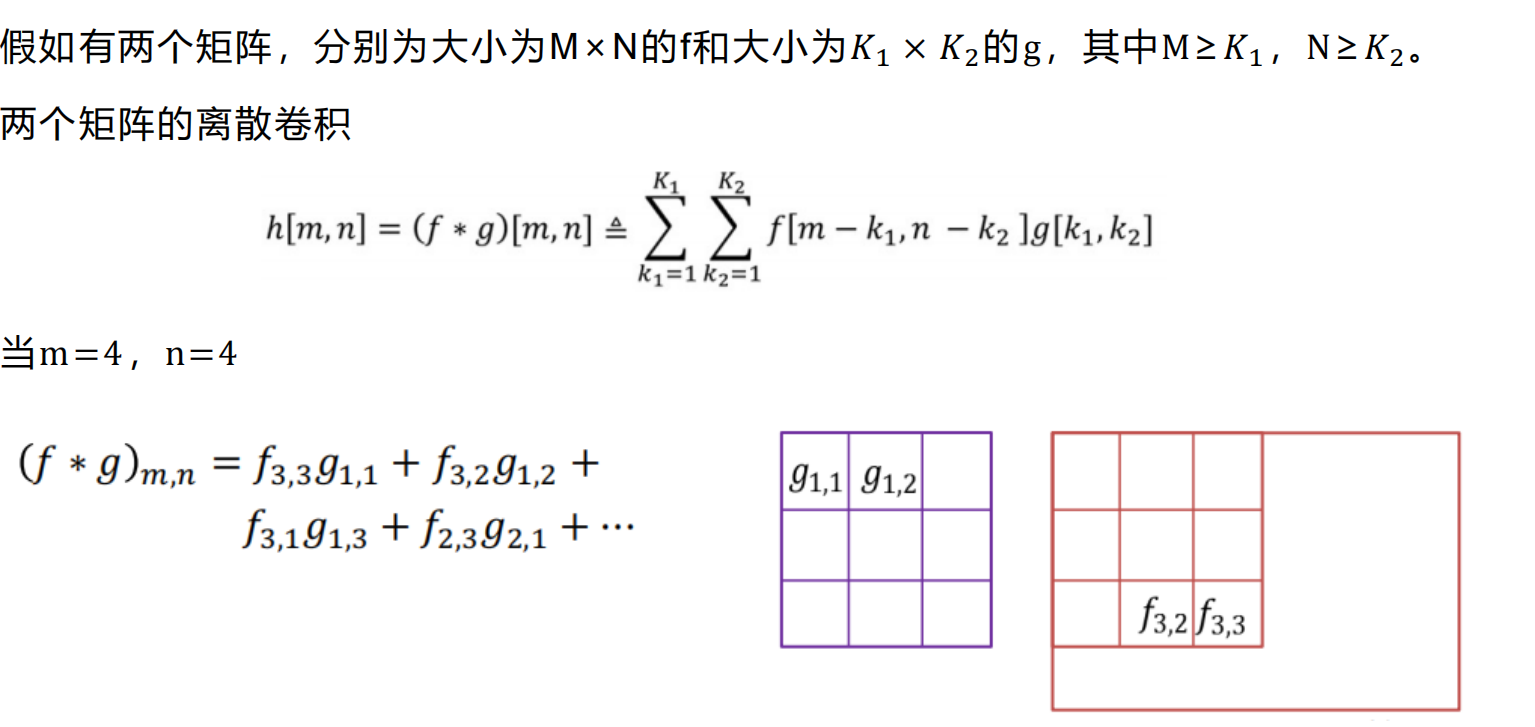 假如有两个矩阵，分别为大小为M×N的f和大小为K₁ × K₂的g，其中M≥K₁，N≥K₂。
两个矩阵的离散卷积
h[m,n] = (f * g)[m,n] ≜ ∑_{k₁=1}^{K₁} ∑_{k₂=1}^{K₂} f[m − k₁,n − k₂ ]g[k₁,k₂]
当m=4，n=4
(f * g)_{m,n} = f_{3,3}g_{1,1} + f_{3,2}g_{1,2} +
f_{3,1}g_{1,3} + f_{2,3}g_{2,1} + ⋯
g_{1,1} g_{1,2}
f_{3,2} f_{3,3}